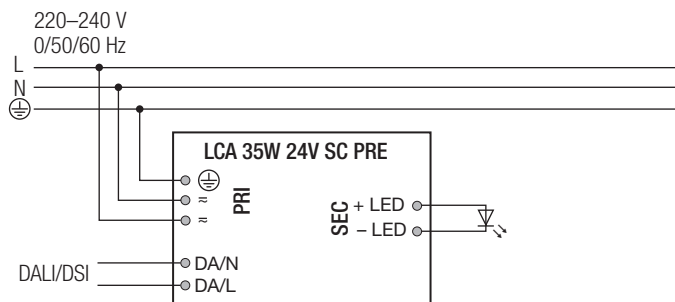 220–240 V
0/50/60 Hz
L
N
LCA 35W 24V SC PRE
PRI
≂
≂
SEC
+ LED
– LED
DALI/DSI
DA/N
DA/L